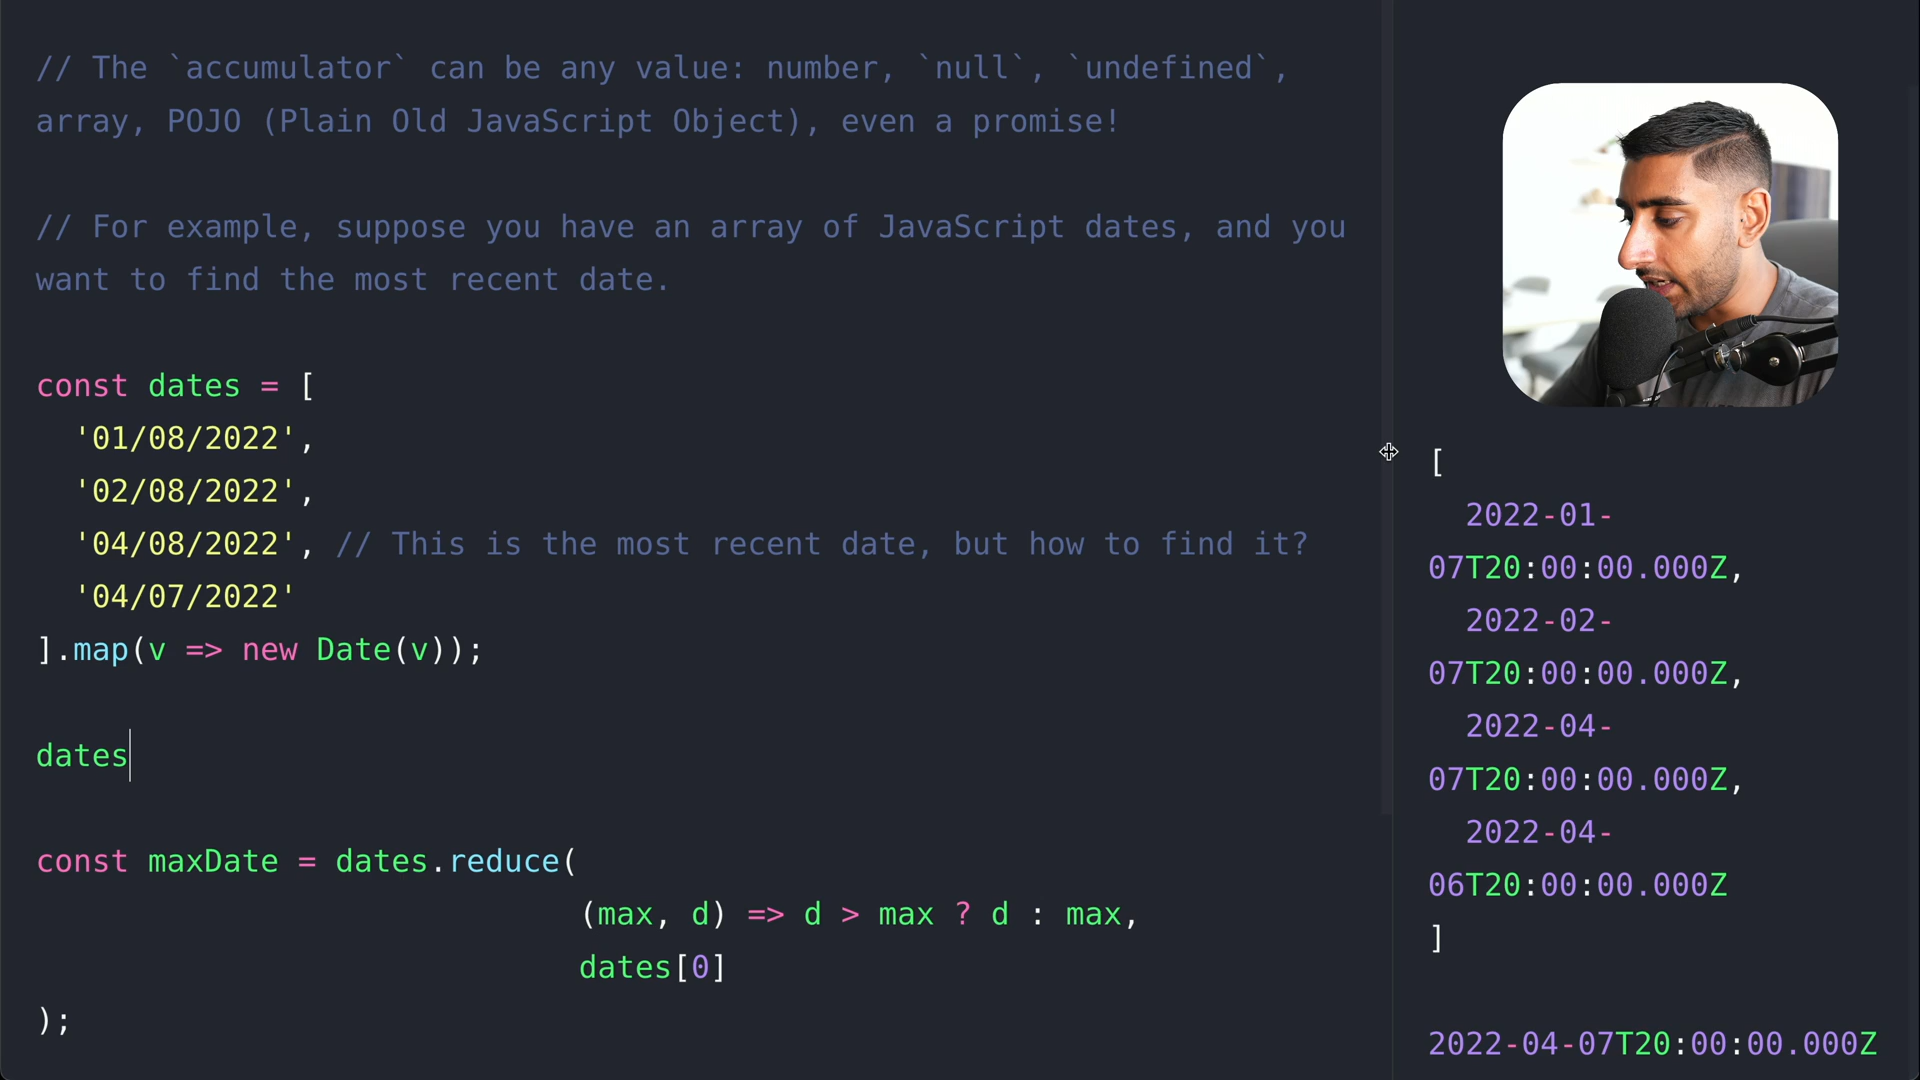 // The `accumulator` can be any value: number, `null`, `undefined`,
array, POJO (Plain Old JavaScript Object), even a promise!
// For example, suppose you have an array of JavaScript dates, and you
want to find the most recent date.
const dates = [
  '01/08/2022',
  '02/08/2022',
  '04/08/2022', // This is the most recent date, but how to find it?
  '04/07/2022'
].map(v => new Date(v));
dates
const maxDate = dates.reduce(
(max, d) => d > max ? d : max,
dates[0]
);
[
  2022-01-
07T20:00:00.000Z,
  2022-02-
07T20:00:00.000Z,
  2022-04-
07T20:00:00.000Z,
  2022-04-
06T20:00:00.000Z
]
2022-04-07T20:00:00.000Z